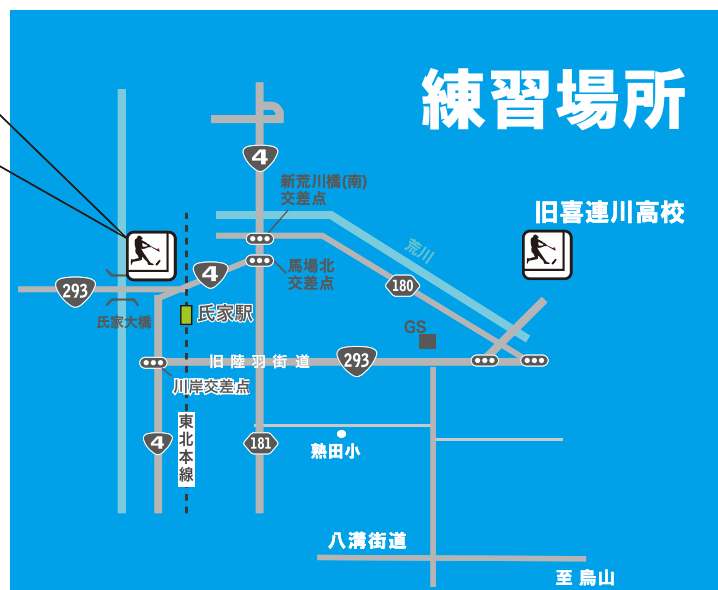 練習場所
4
新荒川橋(南)
交差点
旧喜連川高校
荒川
馬場北
交差点
4
293
180
氏家大橋
氏家駅
GS
旧陸羽街道
293
川岸交差点
東北本線
4
181
熟田小
八溝街道
至 烏山